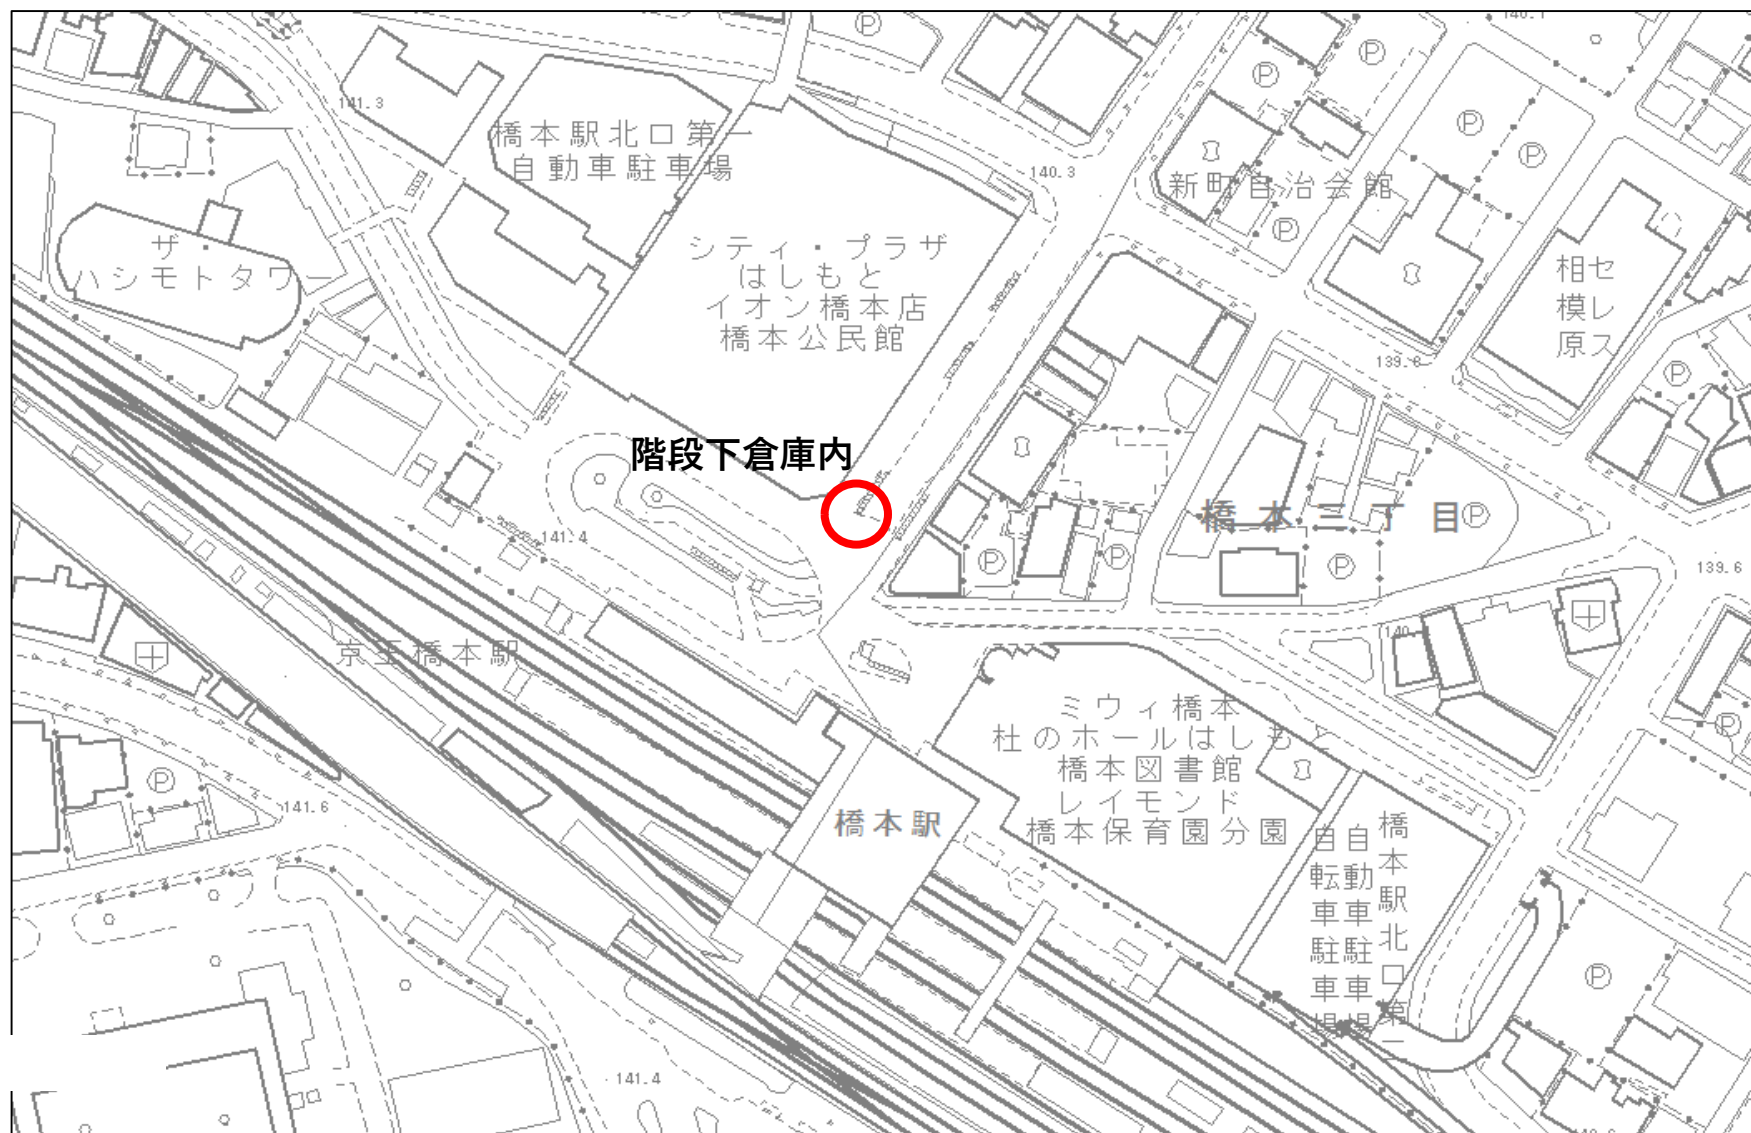 140.1
141.3
橋本駅北口第一
自動車駐車場
140.3
新町自治会館
ザ・
ハシモトタワー
シティ・プラザ
はしもと
イオン橋本店
橋本公民館
相模原
セレス
139.8
階段下倉庫内
橋本三丁目
141.4
139.6
140.
京王橋本駅
ミウィ橋本
杜のホールはしもと
橋本図書館
レイモンド
橋本保育園分園
橋本駅
141.6
橋本駅北口第一
自動車駐車場
自転車駐車場
141.4
P
P
P
P
P
P
P
P
P
P
P
P
P
P